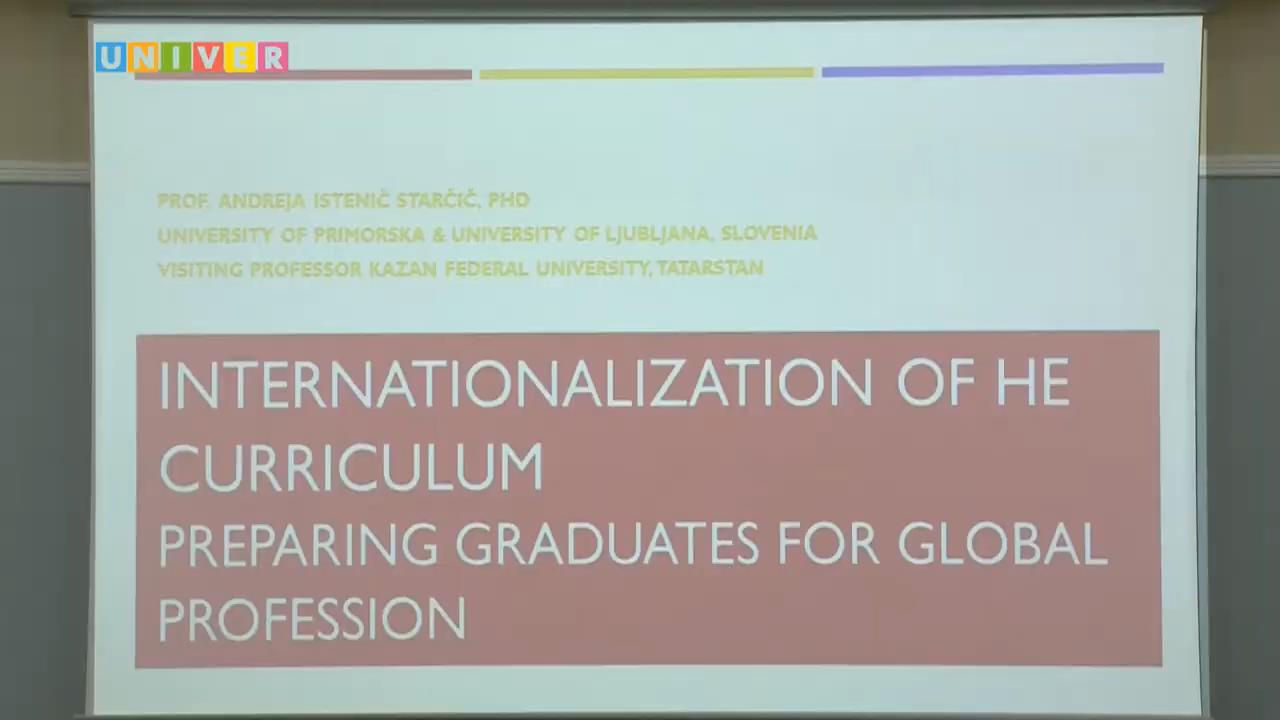 UNIVER
PROF. ANDREJA ISTENIČ STARČIČ, PHD
UNIVERSITY OF PRIMORSKA & UNIVERSITY OF LJUBLJANA, SLOVENIA
VISITING PROFESSOR KAZAN FEDERAL UNIVERSITY, TATARSTAN
INTERNATIONALIZATION OF HE
CURRICULUM
PREPARING GRADUATES FOR GLOBAL
PROFESSION